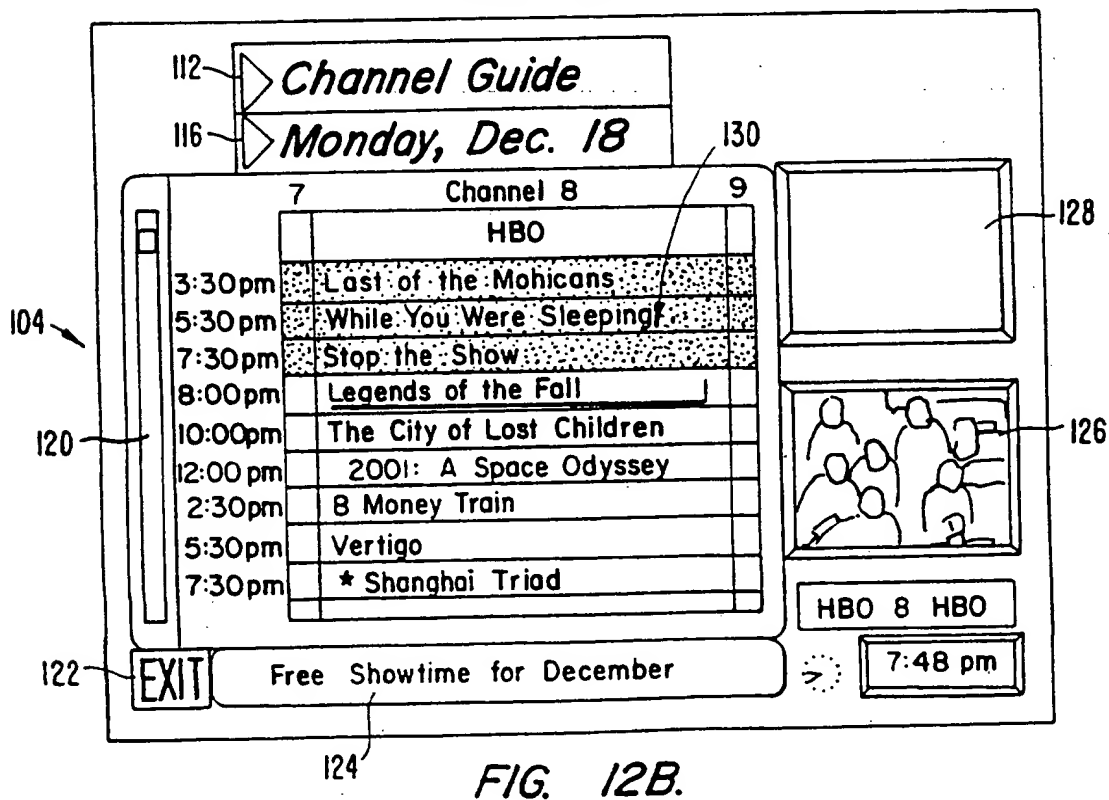 112
Channel Guide
116
Monday, Dec. 18
130
7 Channel 8 9
HBO
128
3:30pm Last of the Mohicans
104
5:30pm While You Were Sleeping
7:30pm Stop the Show
8:00pm Legends of the Fall
120
10:00pm The City of Lost Children
126
12:00 pm 2001: A Space Odyssey
2:30pm 8 Money Train
5:30pm Vertigo
7:30pm * Shanghai Triad
HBO 8 HBO
122
EXIT
Free Showtime for December
7:48 pm
124
FIG. 12B.